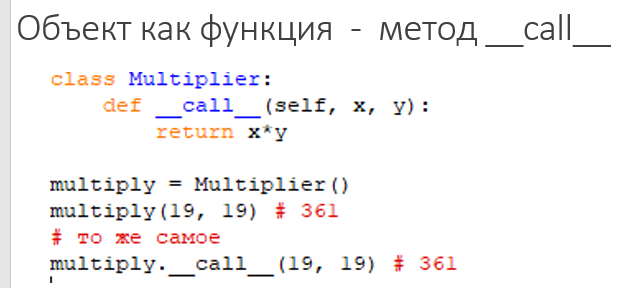 Объект как функция - метод __call__
class Multiplier:
    def __call__(self, x, y):
        return x*y
multiply = Multiplier()
multiply(19, 19) # 361
# то же самое
multiply.__call__(19, 19) # 361